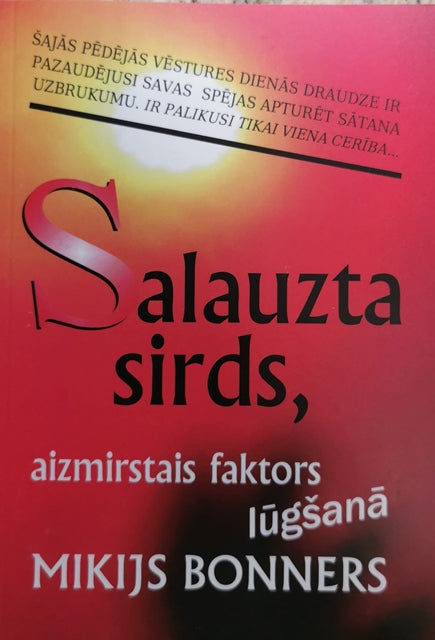 ŠAJĀS PĒDĒJĀS VĒSTURES DIENĀS DRAUDZE IR
PAZAUDĒJUSI SAVAS SPĒJAS APTURĒT SĀTANA
UZBRUKUMU. IR PALIKUSI TIKAI VIENA CERĪBA...
Salauzta
sirds,
aizmirstais faktors
lūgšanā
MIKIJS BONNERS